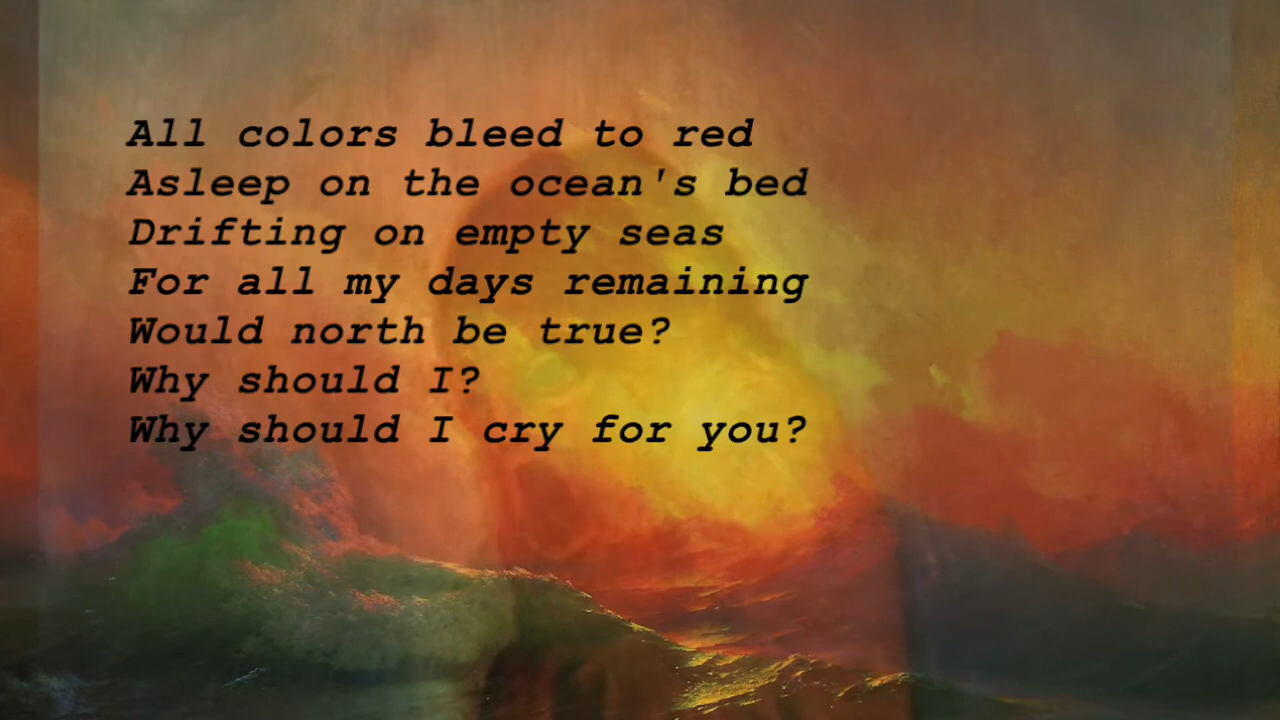 All colors bleed to red
Asleep on the ocean's bed
Drifting on empty seas
For all my days remaining
Would north be true?
Why should I?
Why should I cry for you?